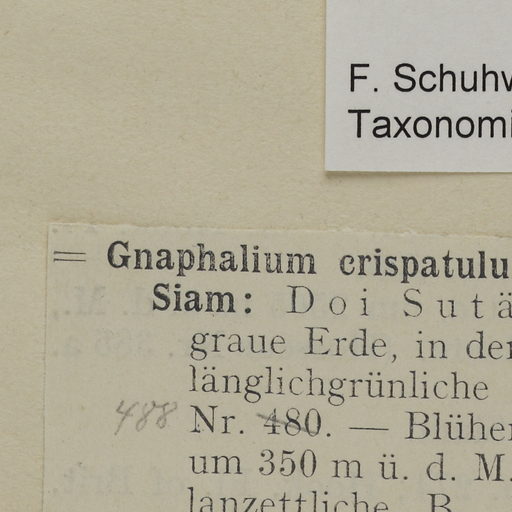 F. Schuhw
Taxonomi
= Gnaphalium crispatulu
Siam: Doi Sutä
graue Erde, in der
länglichgrünliche
488 Nr. 480. — Blüher
um 350 m ü. d. M.
lanzettliche, B